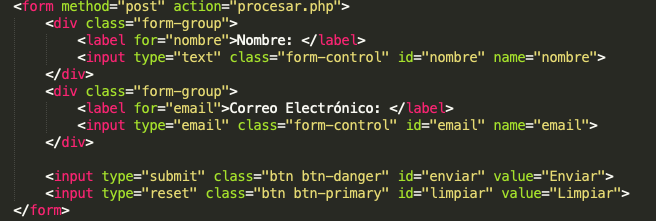 <form method="post" action="procesar.php">
<div class="form-group">
<label for="nombre">Nombre: </label>
<input type="text" class="form-control" id="nombre" name="nombre">
</div>
<div class="form-group">
<label for="email">Correo Electrónico: </label>
<input type="email" class="form-control" id="email" name="email">
</div>
<input type="submit" class="btn btn-danger" id="enviar" value="Enviar">
<input type="reset" class="btn btn-primary" id="limpiar" value="Limpiar">
</form>